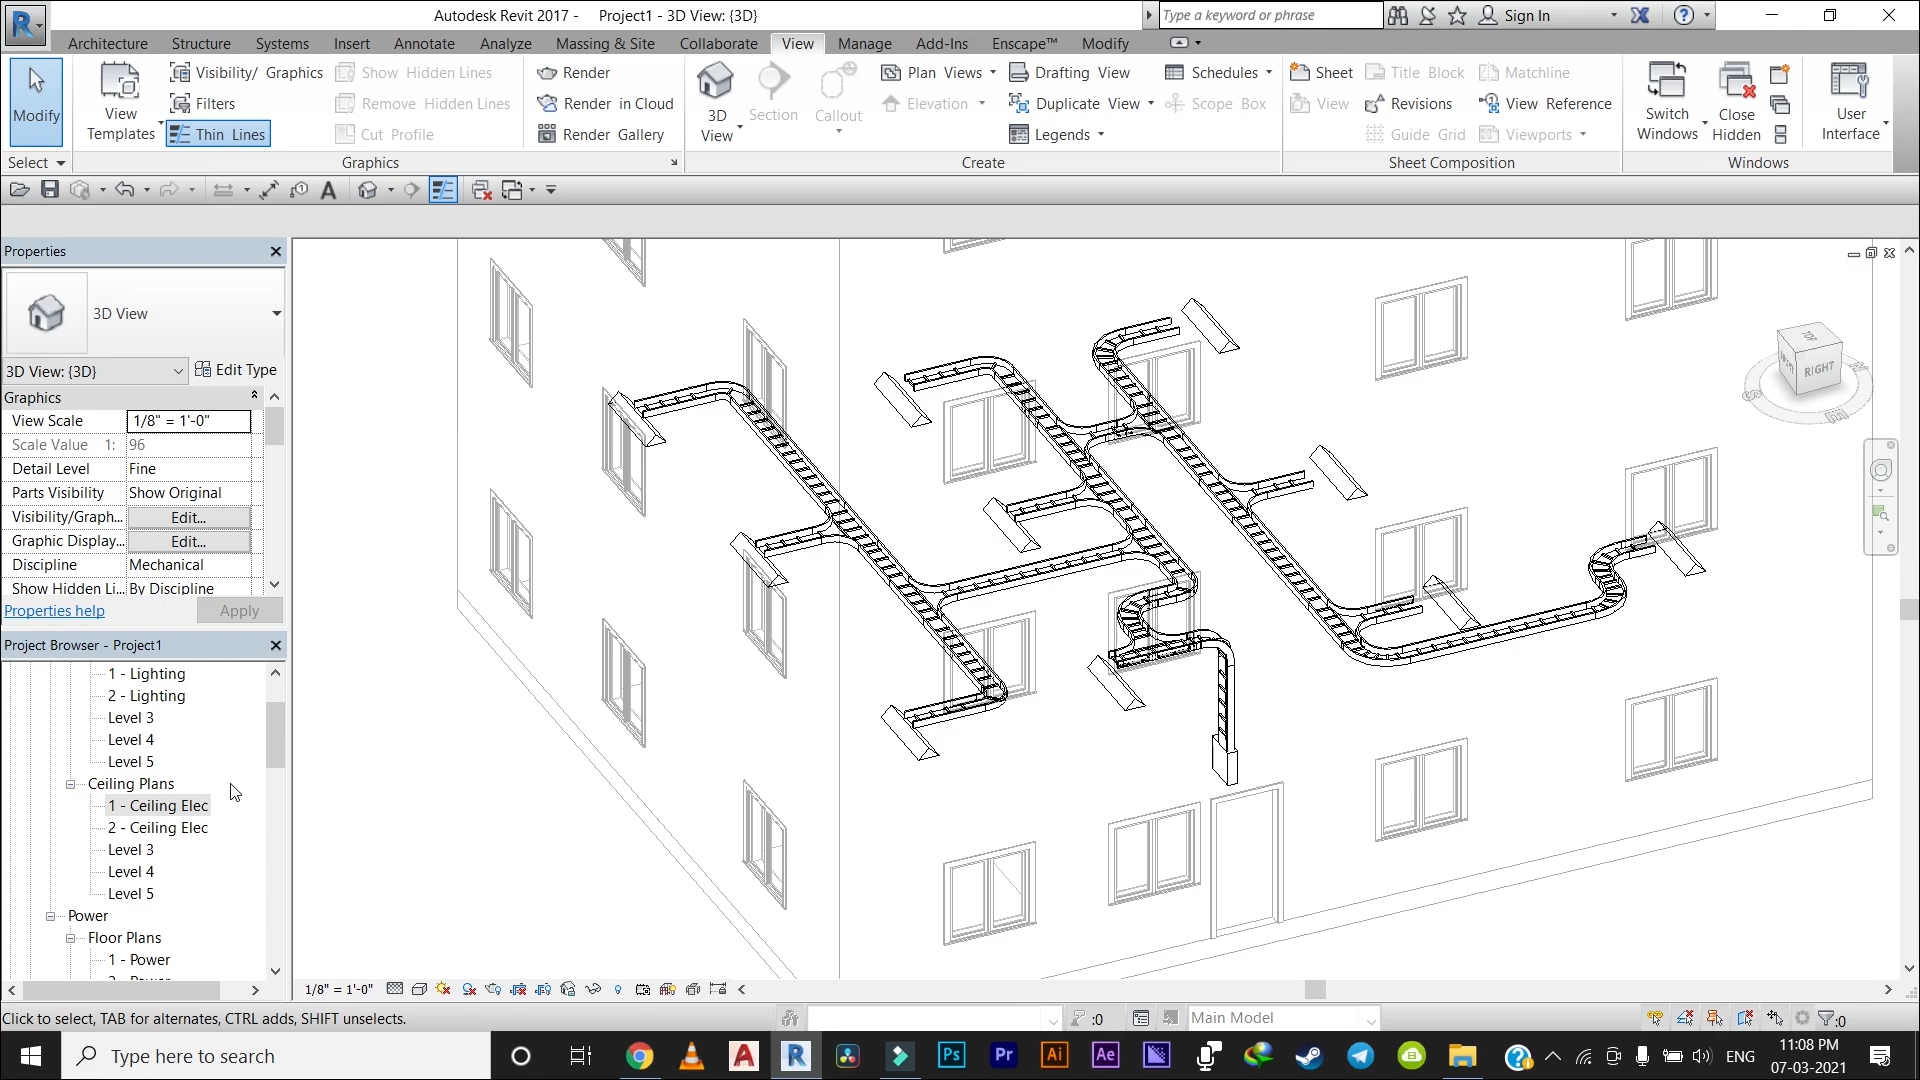 Autodesk Revit 2017 -     Project1 - 3D View: {3D}
Type a keyword or phrase
Sign In
Architecture Structure Systems Insert Annotate Analyze Massing & Site Collaborate View Manage Add-Ins Enscape™ Modify
Modify
Select
View
Templates
Visibility/ Graphics
Filters
Thin Lines
Show Hidden Lines
Remove Hidden Lines
Cut Profile
Graphics
Render
Render in Cloud
Render Gallery
3D
View
Section
Callout
Plan Views
Elevation
Drafting View
Duplicate View
Legends
Schedules
Scope Box
Create
Sheet
View
Title Block
Revisions
Guide Grid
Matchline
View Reference
Viewports
Sheet Composition
Switch
Windows
Close
Hidden
User
Interface
Windows
Properties
3D View
3D View: {3D}
Edit Type
Graphics
View Scale 1/8" = 1'-0"
Scale Value 1: 96
Detail Level Fine
Parts Visibility Show Original
Visibility/Graph... Edit...
Graphic Display... Edit...
Discipline Mechanical
Show Hidden Li... By Discipline
Properties help
Apply
Project Browser - Project1
1 - Lighting
2 - Lighting
Level 3
Level 4
Level 5
Ceiling Plans
1 - Ceiling Elec
2 - Ceiling Elec
Level 3
Level 4
Level 5
Power
Floor Plans
1 - Power
TOP
RIGHT
1/8" = 1'-0"
Click to select, TAB for alternates, CTRL adds, SHIFT unselects.
:0
Main Model
:0
Type here to search
Ps
Pr
Ai
Ae
ENG
11:08 PM
07-03-2021